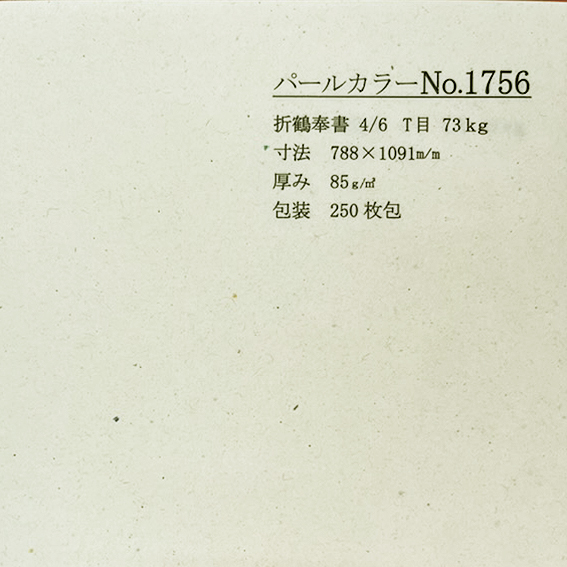 パールカラーNo.1756
折鶴奉書 4/6 T目 73kg
寸法 788×1091m/m
厚み 85g/㎡
包装 250枚包